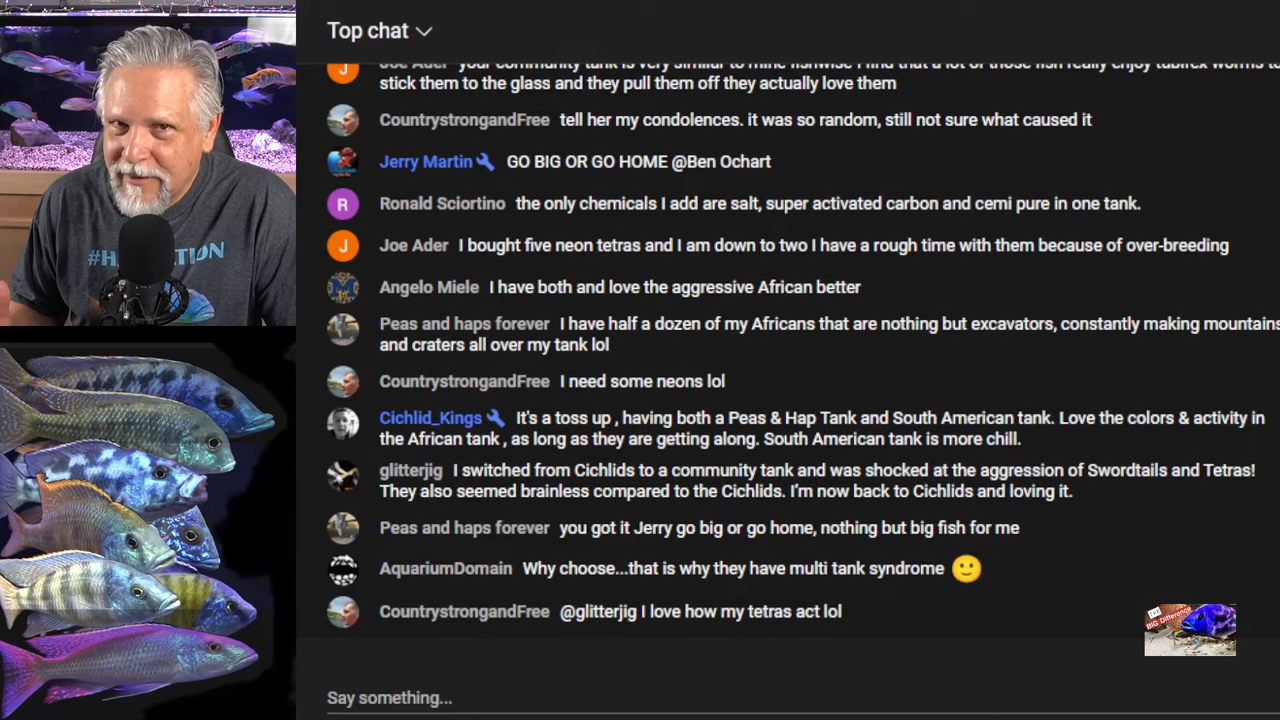 Top chat
Joe Ader your community tank is very similar to mine fishwise I find that a lot of those fish really enjoy tubifex worms to
stick them to the glass and they pull them off they actually love them
CountrystrongandFree tell her my condolences. it was so random, still not sure what caused it
Jerry Martin GO BIG OR GO HOME @Ben Ochart
Ronald Sciortino the only chemicals I add are salt, super activated carbon and cemi pure in one tank.
Joe Ader I bought five neon tetras and I am down to two I have a rough time with them because of over-breeding
Angelo Miele I have both and love the aggressive African better
Peas and haps forever I have half a dozen of my Africans that are nothing but excavators, constantly making mountains
and craters all over my tank lol
CountrystrongandFree I need some neons lol
Cichlid_Kings It's a toss up , having both a Peas & Hap Tank and South American tank. Love the colors & activity in
the African tank , as long as they are getting along. South American tank is more chill.
glitterjig I switched from Cichlids to a community tank and was shocked at the aggression of Swordtails and Tetras!
They also seemed brainless compared to the Cichlids. I'm now back to Cichlids and loving it.
Peas and haps forever you got it Jerry go big or go home, nothing but big fish for me
AquariumDomain Why choose...that is why they have multi tank syndrome
CountrystrongandFree @glitterjig I love how my tetras act lol
BIG Difference
Say something...
J
R
J